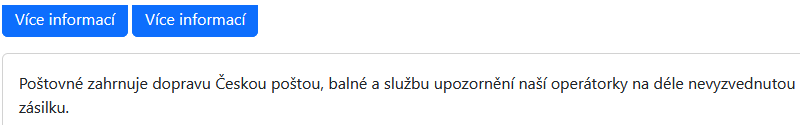 Více informací Více informací
Poštovné zahrnuje dopravu Českou poštou, balné a službu upozornění naší operátorky na déle nevyzvednutou
zásilku.